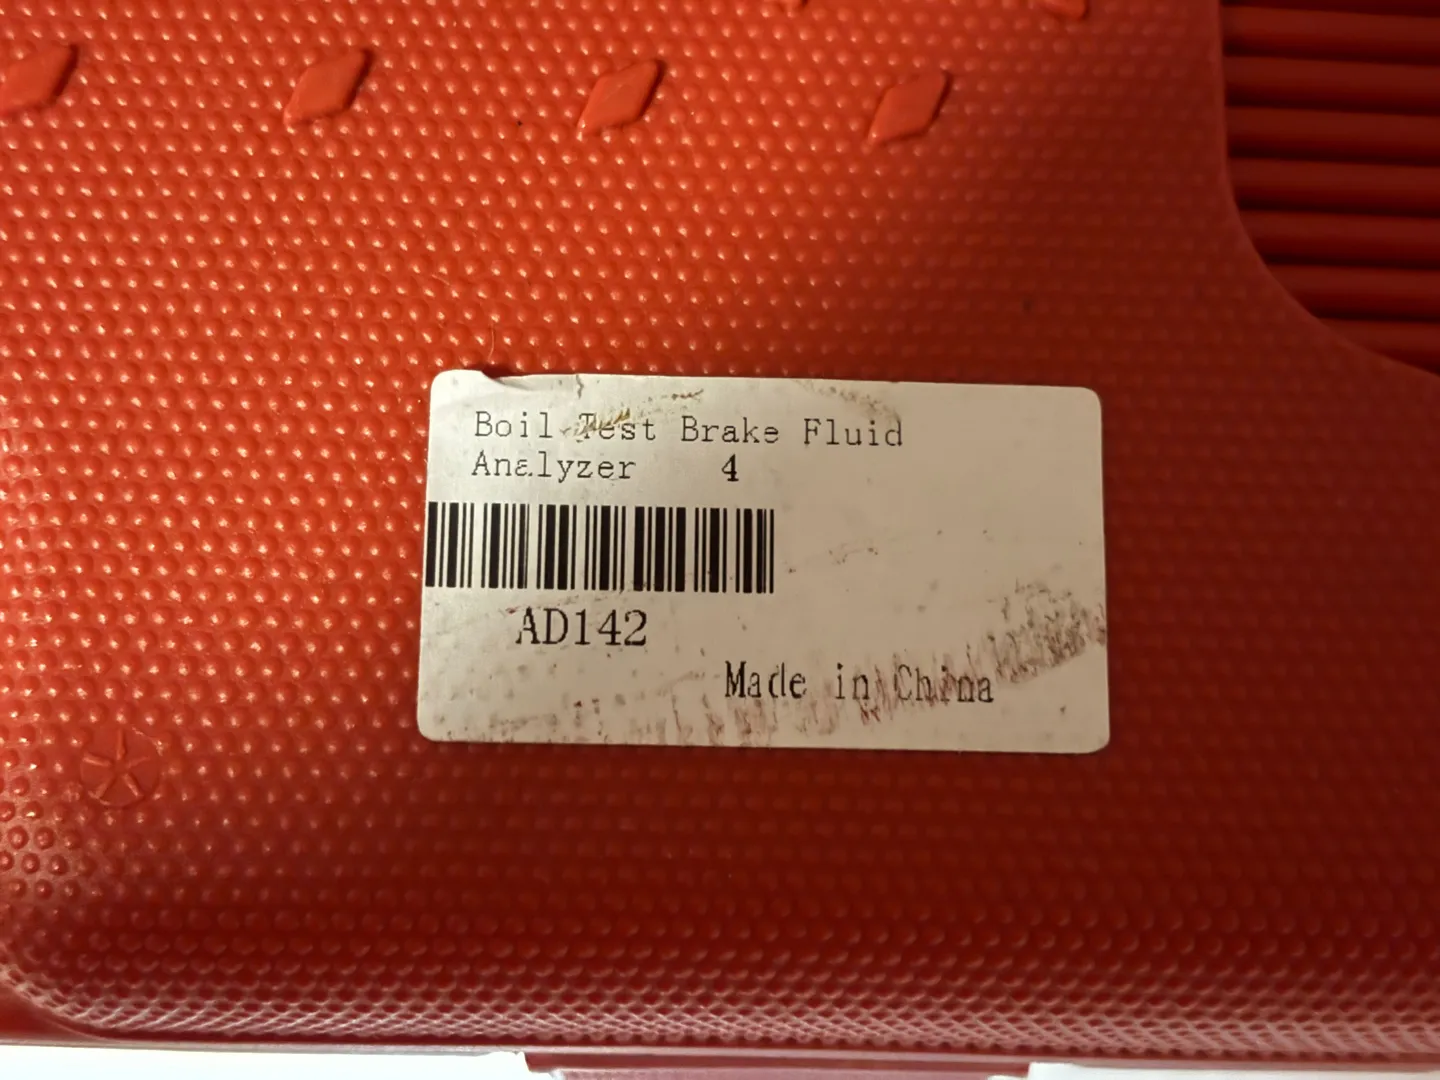 Boil Test Brake Fluid
Analyzer 4
AD142
Made in China